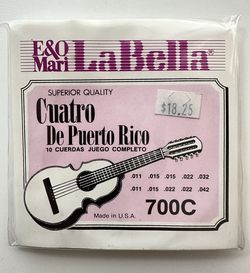 E&O
Mari
LaBella®
SUPERIOR QUALITY
$18.25
Cuatro
De Puerto Rico
10 CUERDAS JUEGO COMPLETO
.011 .015 .015 .022 .032
.011 .015 .022 .022 .042
700C
Made in U.S.A.